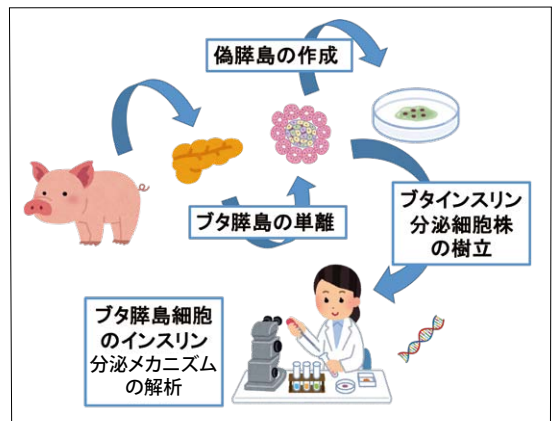 偽膵島の作成
ブタ膵島の単離
ブタインスリン
分泌細胞株
の樹立
ブタ膵島細胞
のインスリン
分泌メカニズム
の解析